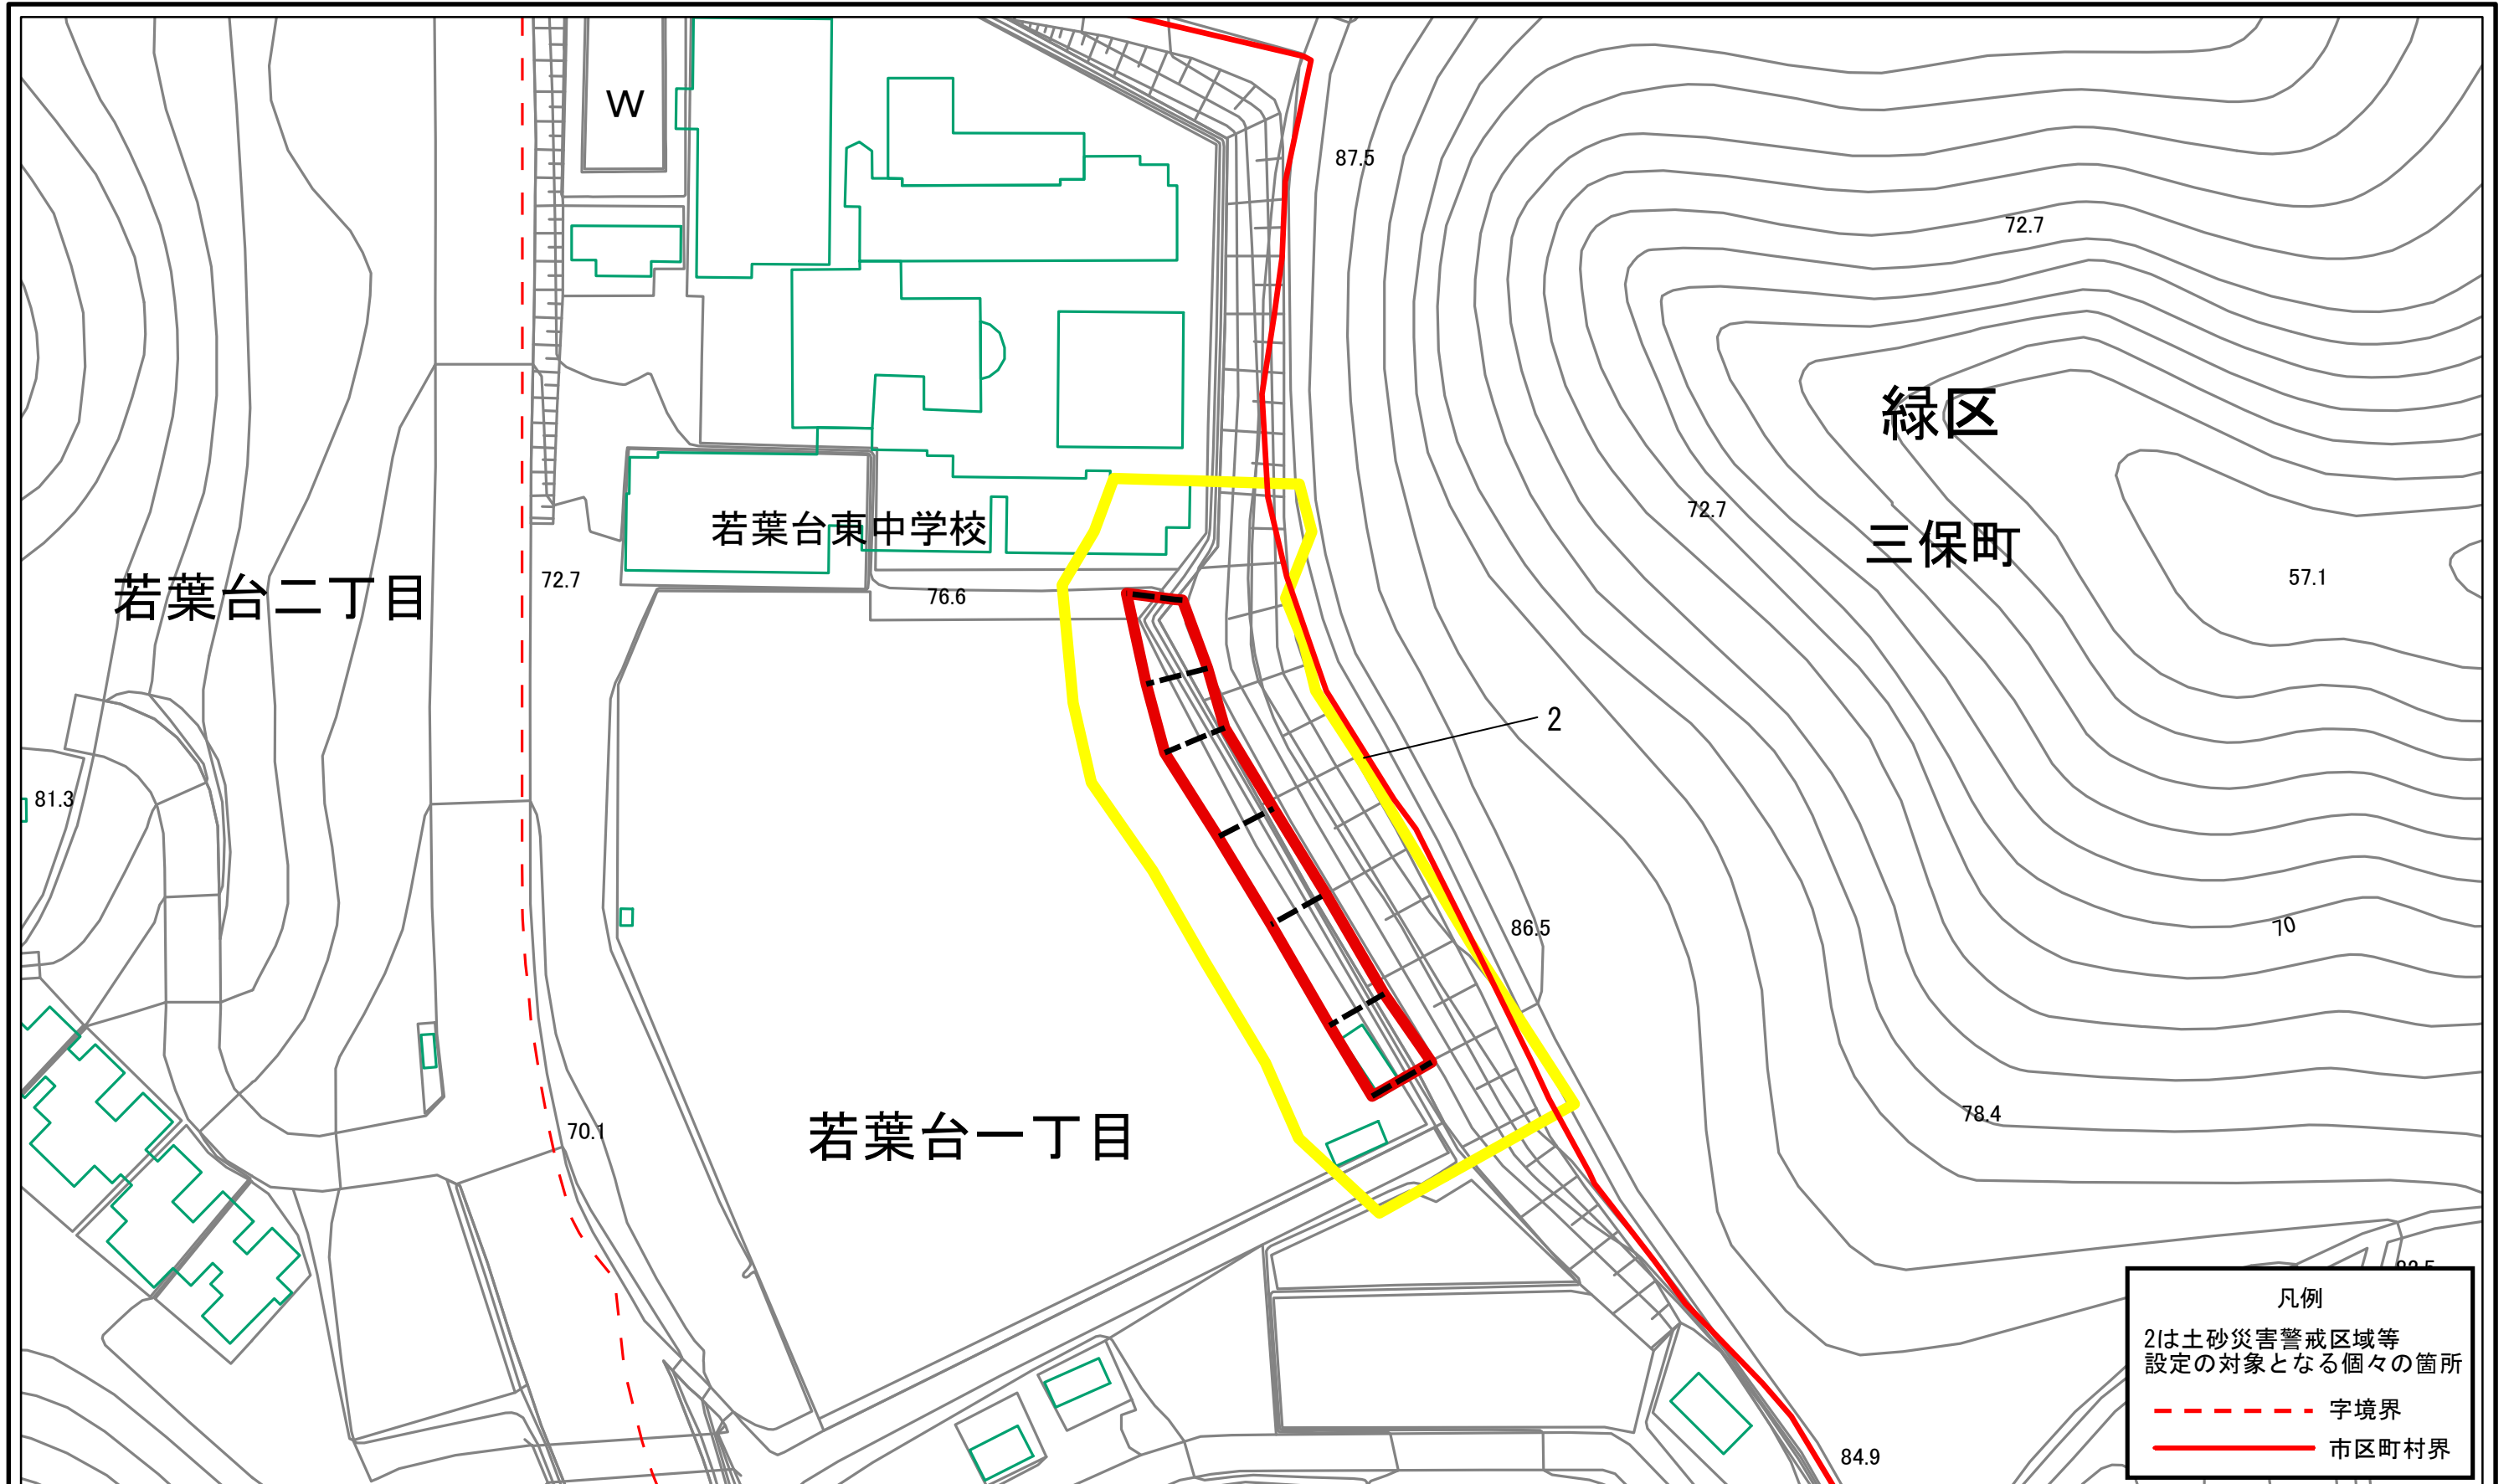 W
87.5
72.7
緑区
72.7
若葉台東中学校
三保町
72.7
76.6
57.1
若葉台二丁目
2
81.3
86.5
70
78.4
70.1
若葉台一丁目
凡例
2は土砂災害警戒区域等
設定の対象となる個々の箇所
字境界
市区町村界
84.9